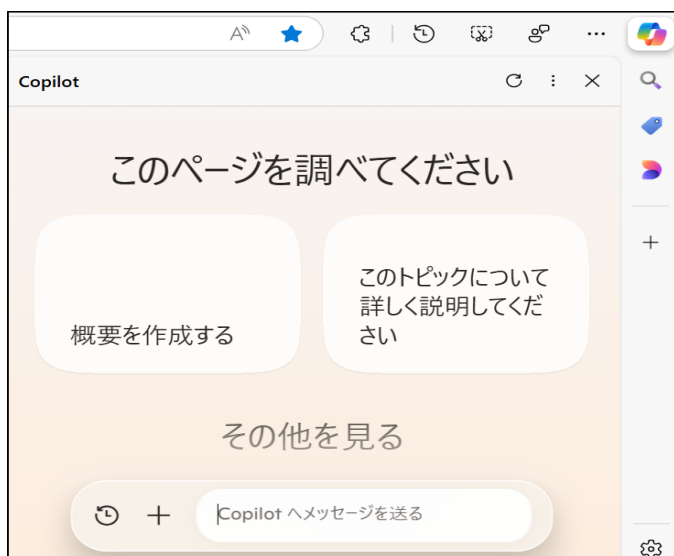 Copilot
このページを調べてください
概要を作成する
このトピックについて
詳しく説明してくだ
さい
その他を見る
Copilot へメッセージを送る